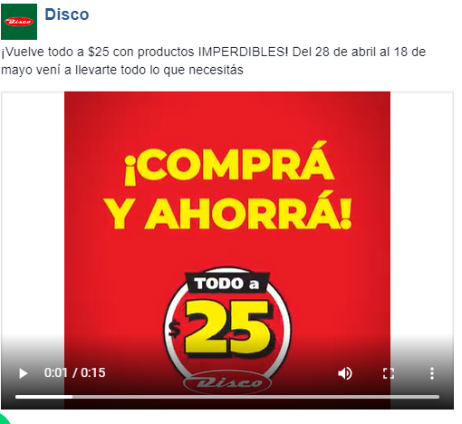 Disco
Disco
¡Vuelve todo a $25 con productos IMPERDIBLES! Del 28 de abril al 18 de
mayo vení a llevarte todo lo que necesitás
¡COMPRÁ
Y AHORRÁ!
TODO a
$25
Disco
0:01 / 0:15